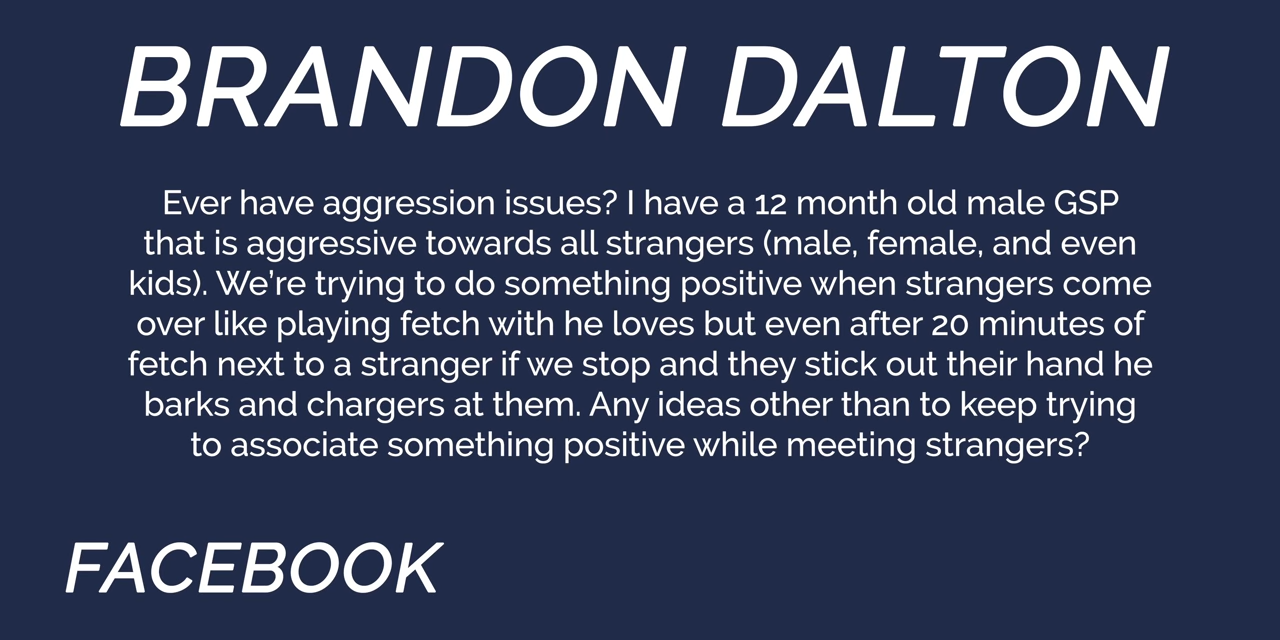 BRANDON DALTON
Ever have aggression issues? I have a 12 month old male GSP
that is aggressive towards all strangers (male, female, and even
kids). We’re trying to do something positive when strangers come
over like playing fetch with he loves but even after 20 minutes of
fetch next to a stranger if we stop and they stick out their hand he
barks and chargers at them. Any ideas other than to keep trying
to associate something positive while meeting strangers?
FACEBOOK